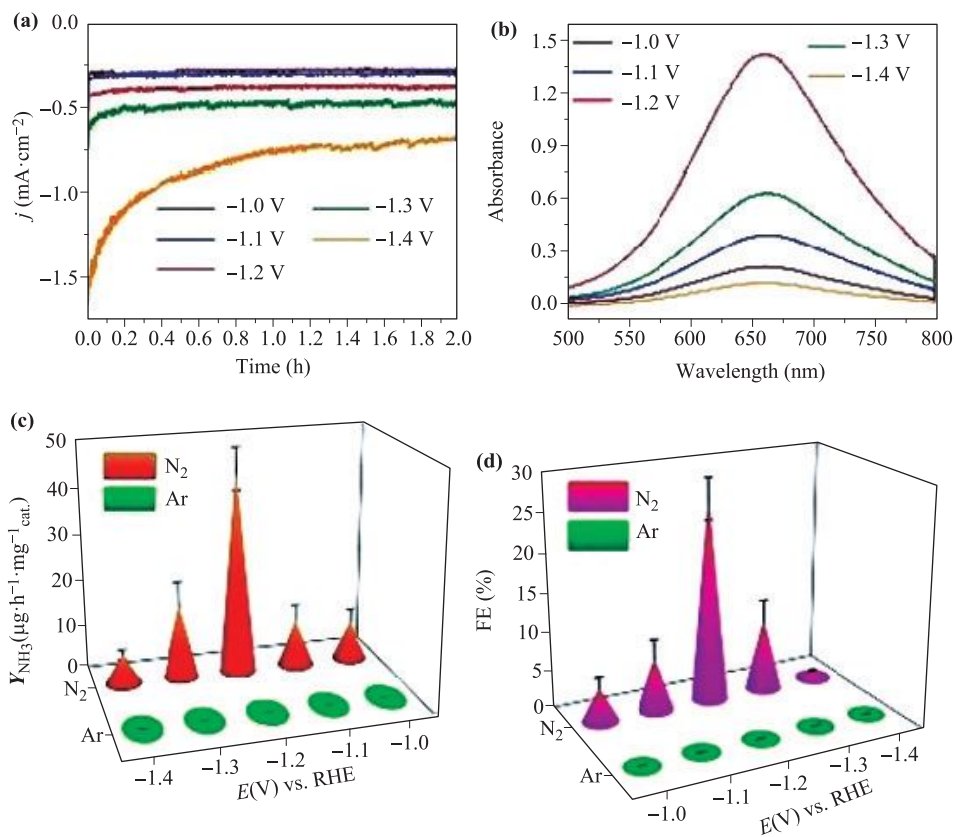 (a)
0.0
−0.5
−1.0
−1.5
j (mA·cm⁻²)
−1.0 V
−1.1 V
−1.2 V
−1.3 V
−1.4 V
0.0 0.2 0.4 0.6 0.8 1.0 1.2 1.4 1.6 1.8 2.0
Time (h)
(b)
1.5
1.2
0.9
0.6
0.3
0.0
Absorbance
−1.0 V
−1.1 V
−1.2 V
−1.3 V
−1.4 V
500 550 600 650 700 750 800
Wavelength (nm)
(c)
50
40
30
20
10
0
Y_NH3 (μg·h⁻¹·mg⁻¹ cat.)
N₂
Ar
N₂
Ar
−1.4 −1.3 −1.2 −1.1 −1.0
E(V) vs. RHE
(d)
30
25
20
15
10
5
0
FE (%)
N₂
Ar
N₂
Ar
−1.0 −1.1 −1.2 −1.3 −1.4
E(V) vs. RHE